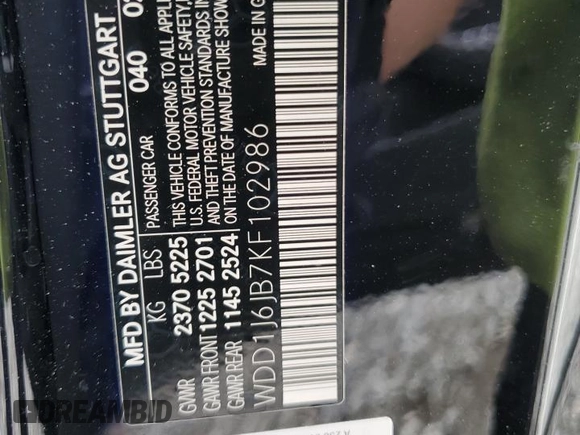 MFD BY DAIMLER AG STUTTGART
040
PASSENGER CAR
KG LBS
THIS VEHICLE CONFORMS TO ALL
U.S. FEDERAL MOTOR VEHICLE SAFETY,
AND THEFT PREVENTION STANDARDS IN
ON THE DATE OF MANUFACTURE SHOW
GVWR 2370 5225
GAWR FRONT 1225 2701
GAWR REAR 1145 2524
MADE IN
WDD1J6JB7KF102986
DREAMBID